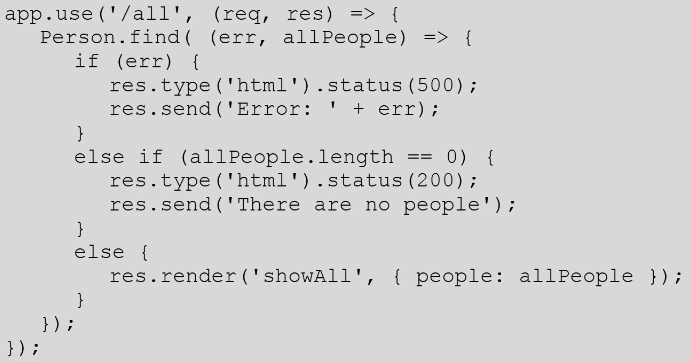 app.use('/all', (req, res) => {
   Person.find( (err, allPeople) => {
      if (err) {
         res.type('html').status(500);
         res.send('Error: ' + err);
      }
      else if (allPeople.length == 0) {
         res.type('html').status(200);
         res.send('There are no people');
      }
      else {
         res.render('showAll', { people: allPeople });
      }
   });
});